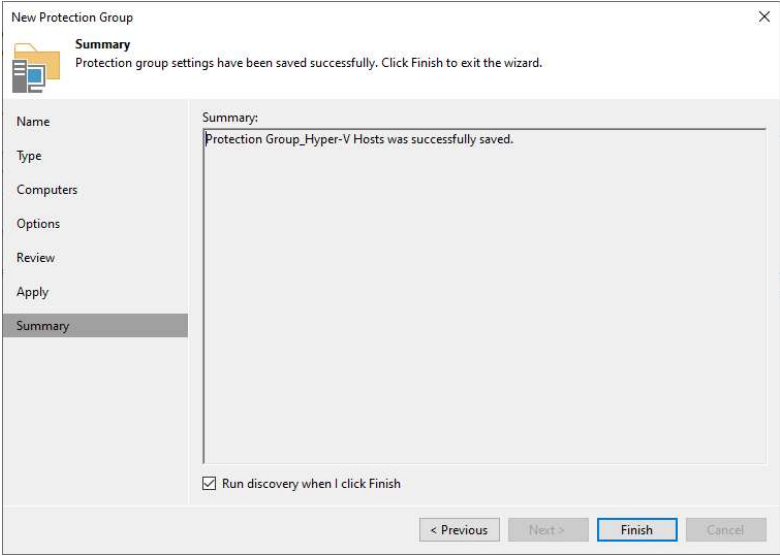 New Protection Group
Summary
Protection group settings have been saved successfully. Click Finish to exit the wizard.
Name
Type
Computers
Options
Review
Apply
Summary
Summary:
Protection Group_Hyper-V Hosts was successfully saved.
Run discovery when I click Finish
< Previous
Next >
Finish
Cancel